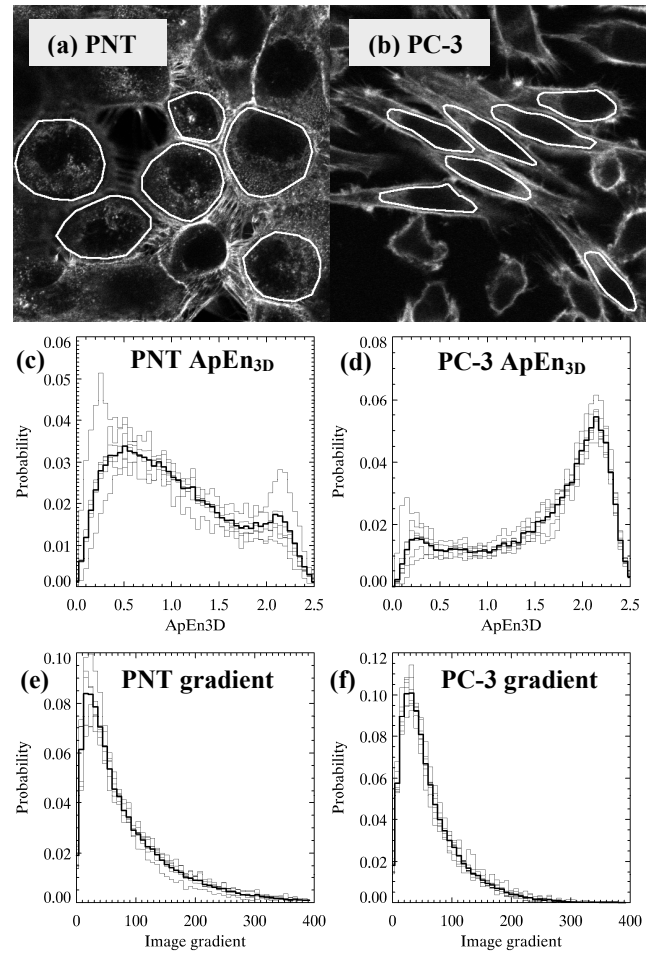 (a) PNT
(b) PC-3
(c)
PNT ApEn3D
0.06
0.05
0.04
0.03
0.02
0.01
0.00
Probability
0.0 0.5 1.0 1.5 2.0 2.5
ApEn3D
(d)
PC-3 ApEn3D
0.08
0.06
0.04
0.02
0.00
Probability
0.0 0.5 1.0 1.5 2.0 2.5
ApEn3D
(e)
PNT gradient
0.10
0.08
0.06
0.04
0.02
0.00
Probability
0 100 200 300 400
Image gradient
(f)
PC-3 gradient
0.12
0.10
0.08
0.06
0.04
0.02
0.00
Probability
0 100 200 300 400
Image gradient